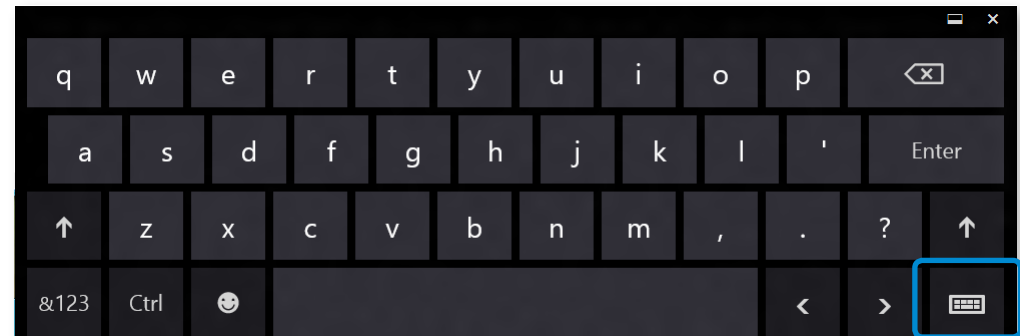 q w e r t y u i o p
a s d f g h j k l ' Enter
z x c v b n m , . ?
&123 Ctrl < >